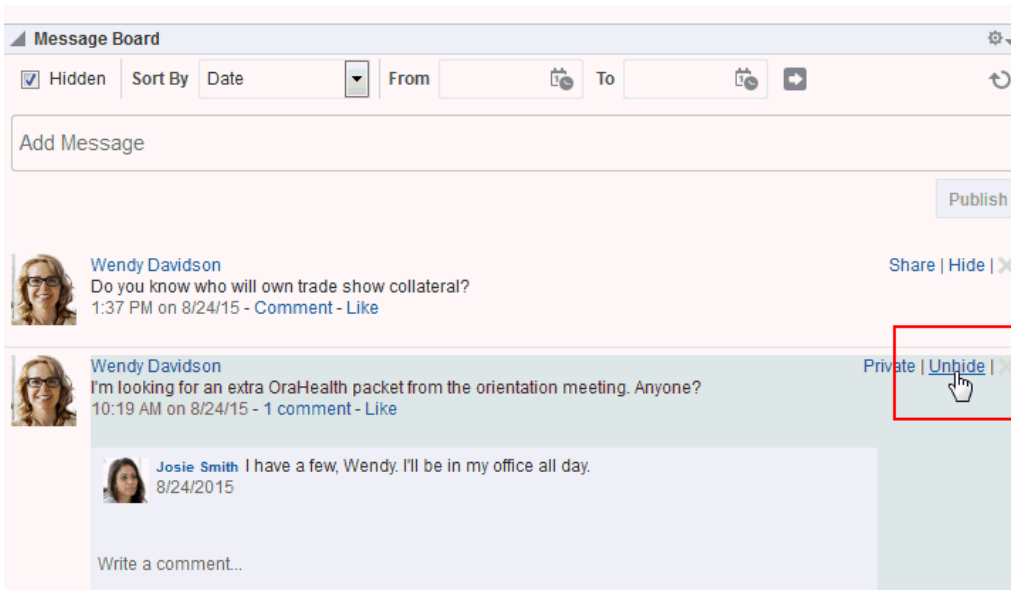 Message Board
Hidden Sort By Date From To
Add Message
Publish
Wendy Davidson Share | Hide |
Do you know who will own trade show collateral?
1:37 PM on 8/24/15 - Comment - Like
Wendy Davidson Private | Unhide |
I'm looking for an extra OraHealth packet from the orientation meeting. Anyone?
10:19 AM on 8/24/15 - 1 comment - Like
Josie Smith I have a few, Wendy. I'll be in my office all day.
8/24/2015
Write a comment...